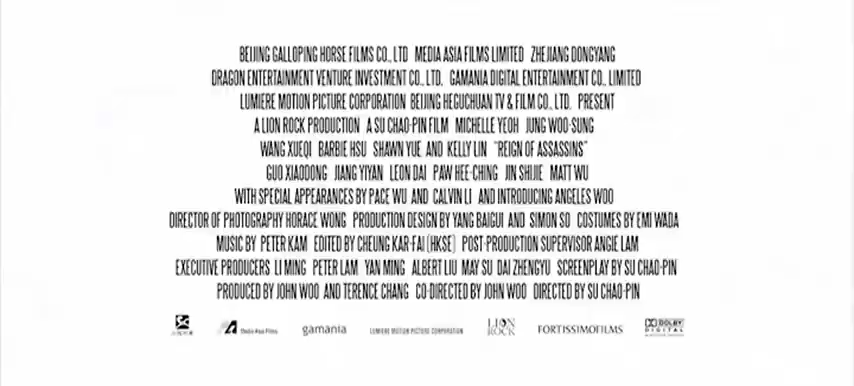 BEIJING GALLOPING HORSE FILMS CO., LTD MEDIA ASIA FILMS LIMITED ZHEJIANG DONGYANG
DRAGON ENTERTAINMENT VENTURE INVESTMENT CO., LTD. GAMANIA DIGITAL ENTERTAINMENT CO., LIMITED
LUMIERE MOTION PICTURE CORPORATION BEIJING HEGUCHUAN TV & FILM CO., LTD. PRESENT
A LION ROCK PRODUCTION A SU CHAO-PIN FILM MICHELLE YEOH JUNG WOO-SUNG
WANG XUEQI BARBIE HSU SHAWN YUE AND KELLY LIN "REIGN OF ASSASSINS"
GUO XIAODONG JIANG YIYAN LEON DAI PAW HEE-CHING JIN SHIJIE MATT WU
WITH SPECIAL APPEARANCES BY PACE WU AND CALVIN LI AND INTRODUCING ANGELES WOO
DIRECTOR OF PHOTOGRAPHY HORACE WONG PRODUCTION DESIGN BY YANG BAIGUI AND SIMON SO COSTUMES BY EMI WADA
MUSIC BY PETER KAM EDITED BY CHEUNG KAR-FAI (HKSE) POST-PRODUCTION SUPERVISOR ANGIE LAM
EXECUTIVE PRODUCERS LI MING PETER LAM YAN MING ALBERT LIU MAY SU DAI ZHENGYU SCREENPLAY BY SU CHAO-PIN
PRODUCED BY JOHN WOO AND TERENCE CHANG CO-DIRECTED BY JOHN WOO DIRECTED BY SU CHAO-PIN
Media Asia Films gamania LUMIERE MOTION PICTURE CORPORATION LION ROCK FORTISSIMOFILMS DOLBY DIGITAL